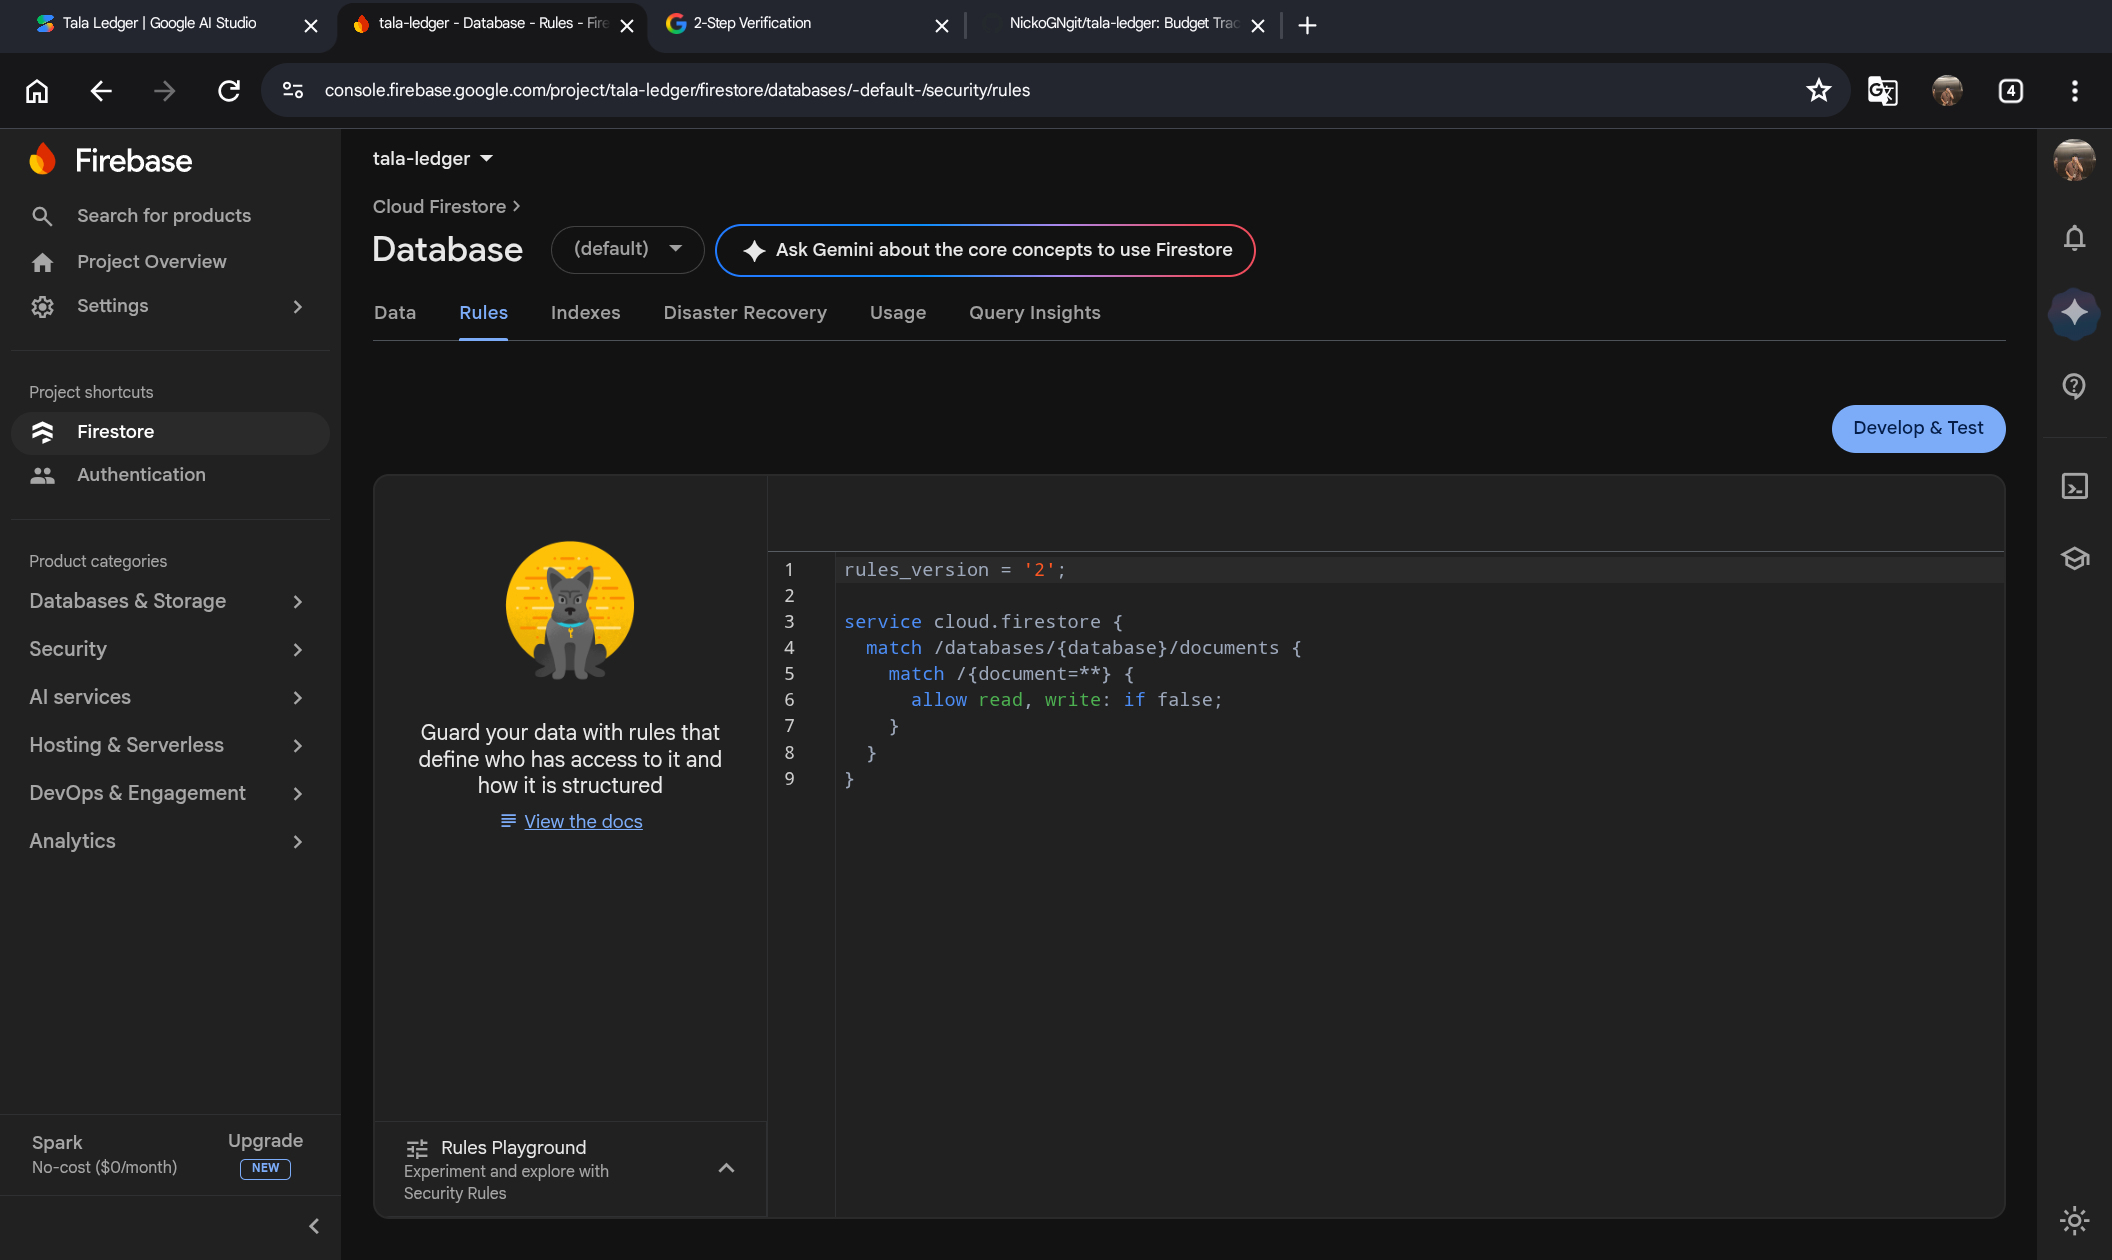 Tala Ledger | Google AI Studio
tala-ledger - Database - Rules - Fire
2-Step Verification
NickoGNgit/tala-ledger: Budget Trac
console.firebase.google.com/project/tala-ledger/firestore/databases/-default-/security/rules
4
Firebase
Search for products
Project Overview
Settings
Project shortcuts
Firestore
Authentication
Product categories
Databases & Storage
Security
AI services
Hosting & Serverless
DevOps & Engagement
Analytics
Spark
No-cost ($0/month)
Upgrade
NEW
tala-ledger
Cloud Firestore
Database
(default)
Ask Gemini about the core concepts to use Firestore
Data
Rules
Indexes
Disaster Recovery
Usage
Query Insights
Develop & Test
Guard your data with rules that
define who has access to it and
how it is structured
View the docs
Rules Playground
Experiment and explore with
Security Rules
1 rules_version = '2';
2
3 service cloud.firestore {
4   match /databases/{database}/documents {
5     match /{document=**} {
6       allow read, write: if false;
7     }
8   }
9 }